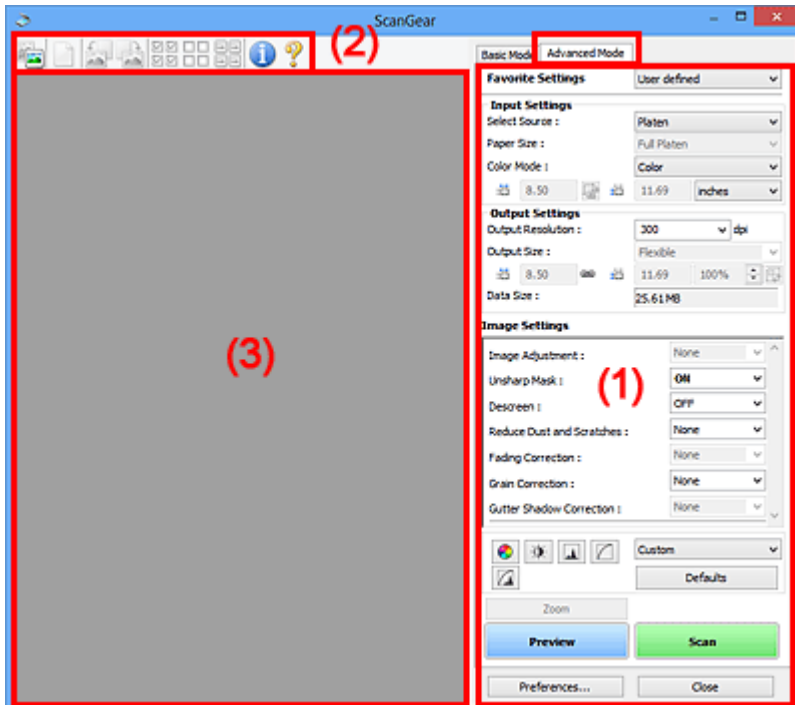 ScanGear
(2)
Basic Mode Advanced Mode
Favorite Settings User defined
Input Settings
Select Source : Platen
Paper Size : Full Platen
Color Mode : Color
8.50 11.69 inches
Output Settings
Output Resolution : 300 dpi
Output Size : Flexible
8.50 11.69 100%
Data Size : 25.61MB
Image Settings
(3)
(1)
Image Adjustment : None
Unsharp Mask : ON
Descreen : OFF
Reduce Dust and Scratches : None
Fading Correction : None
Grain Correction : None
Gutter Shadow Correction : None
Custom
Defaults
Zoom
Preview Scan
Preferences... Close